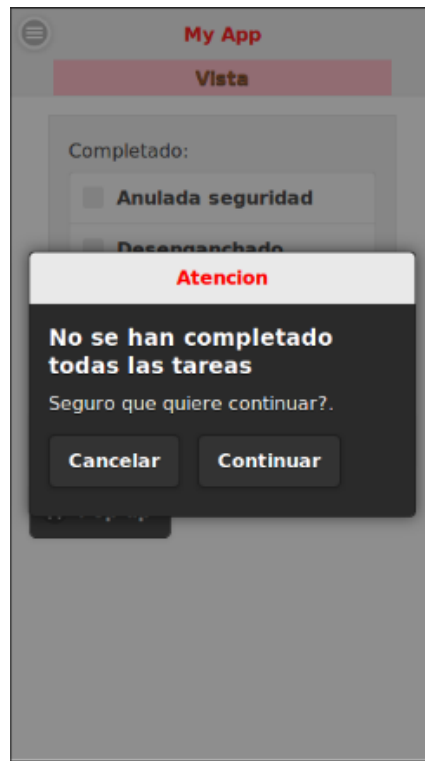 My App
Vista
Completado:
Anulada seguridad
Desenganchado
Atencion
No se han completado
todas las tareas
Seguro que quiere continuar?.
Cancelar
Continuar